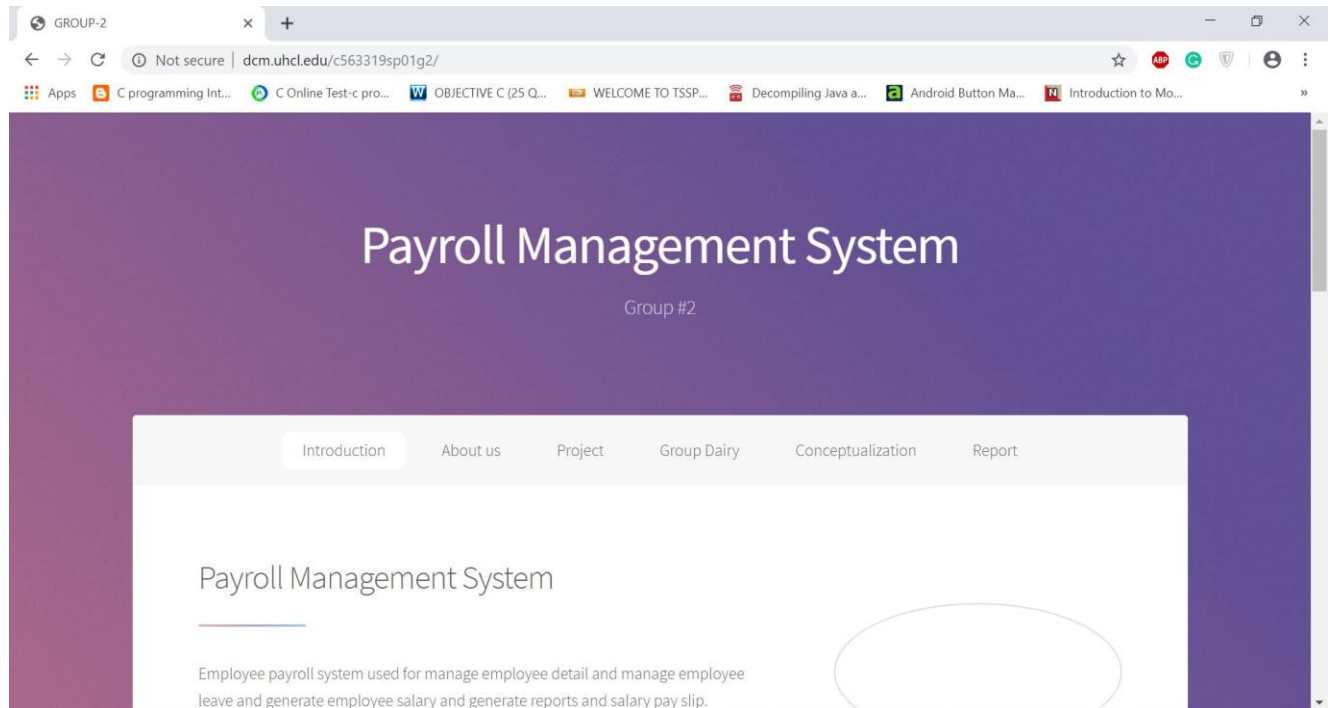 GROUP-2
Not secure | dcm.uhcl.edu/c563319sp01g2/
ABP
Apps C programming Int... C Online Test-c pro... W OBJECTIVE C (25 Q... WELCOME TO TSSP... Decompiling Java a... a Android Button Ma... N Introduction to Mo... »
Payroll Management System
Group #2
Introduction About us Project Group Dairy Conceptualization Report
Payroll Management System
Employee payroll system used for manage employee detail and manage employee
leave and generate employee salary and generate reports and salary pay slip.